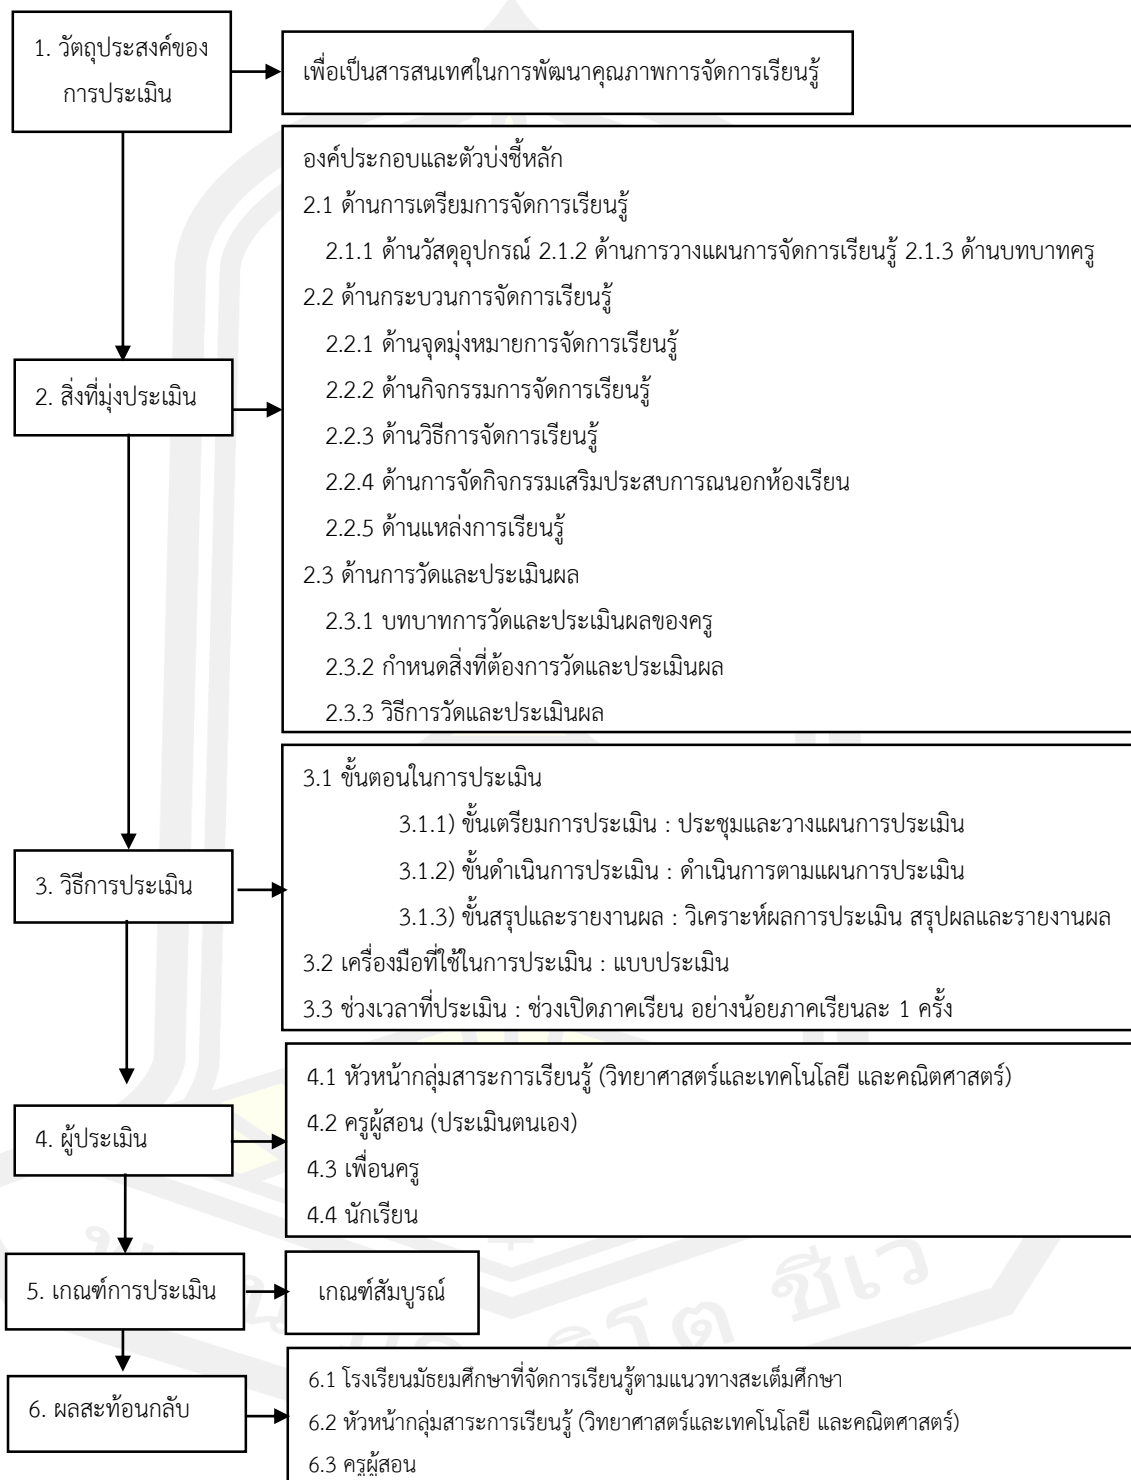 1. วัตถุประสงค์ของ
การประเมิน
เพื่อเป็นสารสนเทศในการพัฒนาคุณภาพการจัดการเรียนรู้
องค์ประกอบและตัวบ่งชี้หลัก
2.1 ด้านการเตรียมการจัดการเรียนรู้
2.1.1 ด้านวัสดุอุปกรณ์ 2.1.2 ด้านการวางแผนการจัดการเรียนรู้ 2.1.3 ด้านบทบาทครู
2.2 ด้านกระบวนการจัดการเรียนรู้
2.2.1 ด้านจุดมุ่งหมายการจัดการเรียนรู้
2. สิ่งที่มุ่งประเมิน
2.2.2 ด้านกิจกรรมการจัดการเรียนรู้
2.2.3 ด้านวิธีการจัดการเรียนรู้
2.2.4 ด้านการจัดกิจกรรมเสริมประสบการณนอกห้องเรียน
2.2.5 ด้านแหล่งการเรียนรู้
2.3 ด้านการวัดและประเมินผล
2.3.1 บทบาทการวัดและประเมินผลของครู
2.3.2 กำหนดสิ่งที่ต้องการวัดและประเมินผล
2.3.3 วิธีการวัดและประเมินผล
3. วิธีการประเมิน
3.1 ขั้นตอนในการประเมิน
3.1.1) ขั้นเตรียมการประเมิน : ประชุมและวางแผนการประเมิน
3.1.2) ขั้นดำเนินการประเมิน : ดำเนินการตามแผนการประเมิน
3.1.3) ขั้นสรุปและรายงานผล : วิเคราะห์ผลการประเมิน สรุปผลและรายงานผล
3.2 เครื่องมือที่ใช้ในการประเมิน : แบบประเมิน
3.3 ช่วงเวลาที่ประเมิน : ช่วงเปิดภาคเรียน อย่างน้อยภาคเรียนละ 1 ครั้ง
4. ผู้ประเมิน
4.1 หัวหน้ากลุ่มสาระการเรียนรู้ (วิทยาศาสตร์และเทคโนโลยี และคณิตศาสตร์)
4.2 ครูผู้สอน (ประเมินตนเอง)
4.3 เพื่อนครู
4.4 นักเรียน
5. เกณฑ์การประเมิน
เกณฑ์สัมบูรณ์
6. ผลสะท้อนกลับ
6.1 โรงเรียนมัธยมศึกษาที่จัดการเรียนรู้ตามแนวทางสะเต็มศึกษา
6.2 หัวหน้ากลุ่มสาระการเรียนรู้ (วิทยาศาสตร์และเทคโนโลยี และคณิตศาสตร์)
6.3 ครูผู้สอน
ชีเว